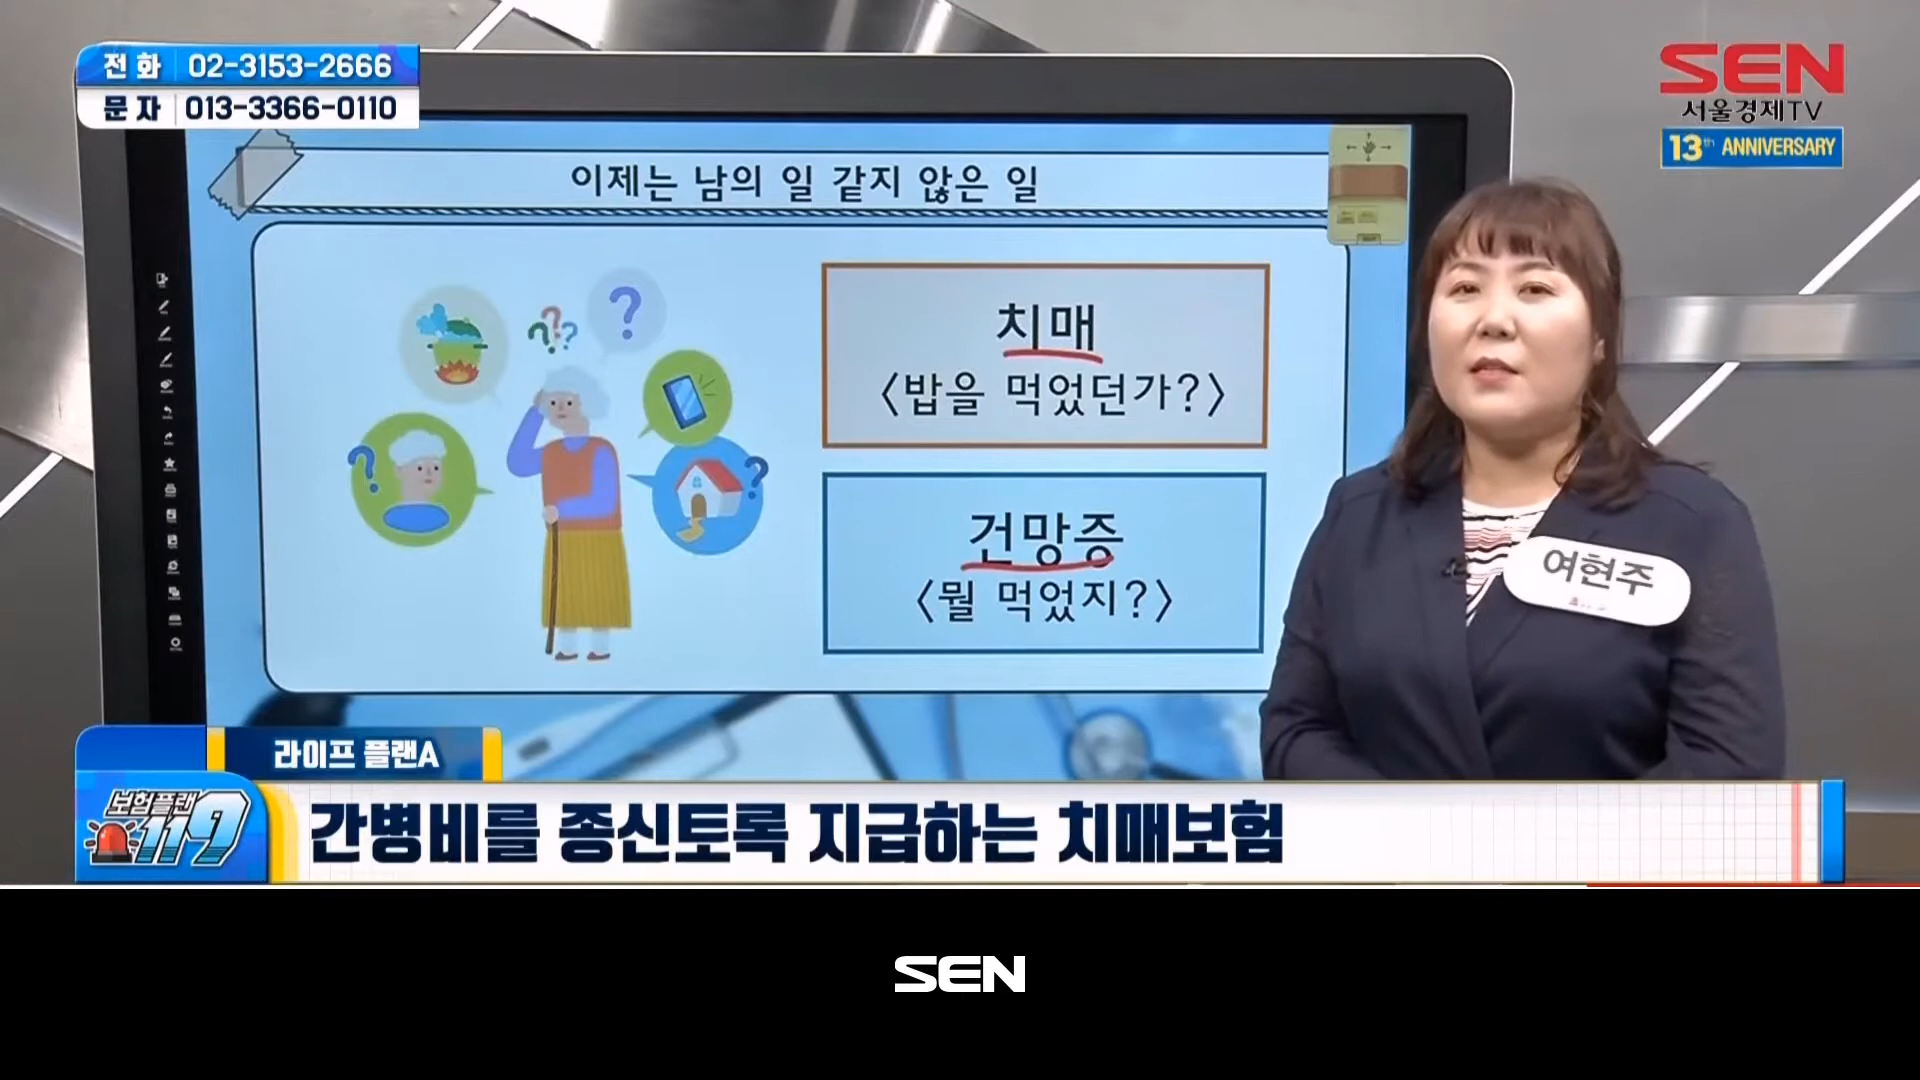 전화 02-3153-2666
문자 013-3366-0110
SEN
서울경제TV
13th ANNIVERSARY
이제는 남의 일 같지 않은 일
? ? ? ?
치매
〈밥을 먹었던가?〉
? ?
건망증
〈뭘 먹었지?〉
여현주
라이프 플랜A
보험플랜 119
간병비를 종신토록 지급하는 치매보험
SEN